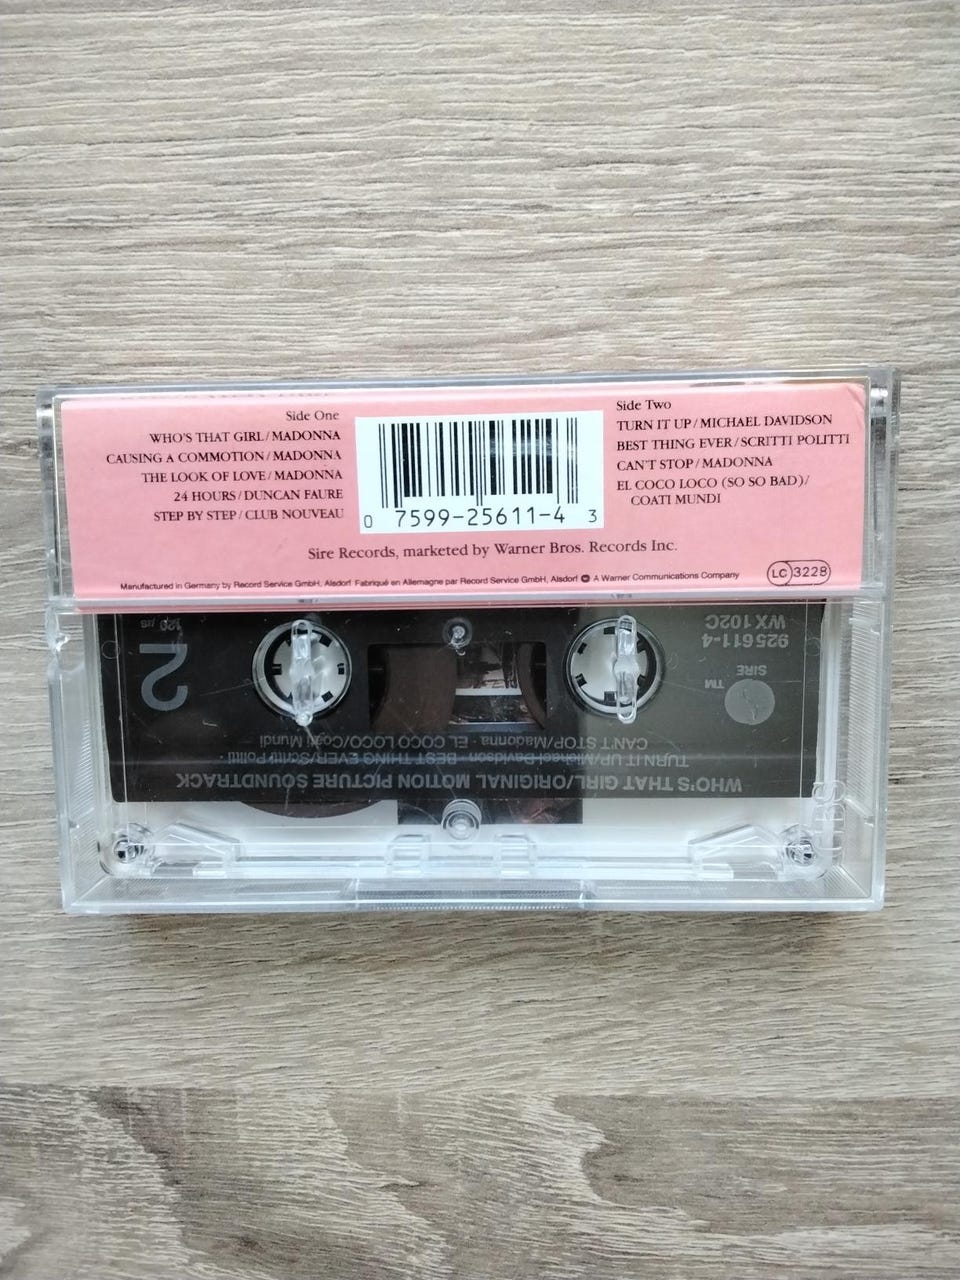 Side One
WHO'S THAT GIRL/MADONNA
CAUSING A COMMOTION/MADONNA
THE LOOK OF LOVE/MADONNA
24 HOURS/DUNCAN FAURE
STEP BY STEP/CLUB NOUVEAU
0 7599-25611-4 3
Side Two
TURN IT UP/MICHAEL DAVIDSON
BEST THING EVER/SCRITTI POLITTI
CAN'T STOP/MADONNA
EL COCO LOCO (SO SO BAD)/
COATI MUNDI
Sire Records, marketed by Warner Bros. Records Inc.
Manufactured in Germany by Record Service GmbH, Alsdorf Fabriqué en Allemagne par Record Service GmbH, Alsdorf A Warner Communications Company
LC 3228
WHO'S THAT GIRL/ORIGINAL MOTION PICTURE SOUNDTRACK
TURN IT UP/Michael Davidson · BEST THING EVER/Scritti Politti ·
CAN'T STOP/Madonna · EL COCO LOCO/Coati Mundi
TM
SIRE
925 611-4
WX 102C
2
120 µs